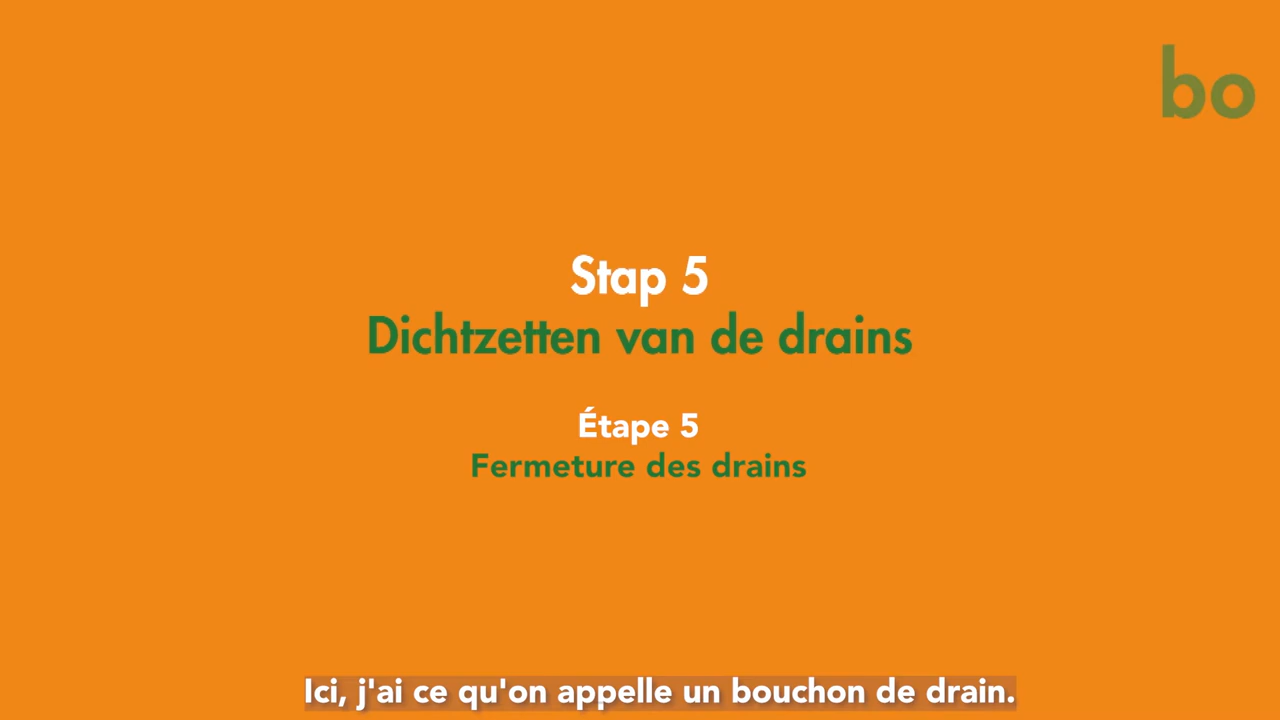 bo
Stap 5
Dichtzetten van de drains
Étape 5
Fermeture des drains
Ici, j'ai ce qu'on appelle un bouchon de drain.